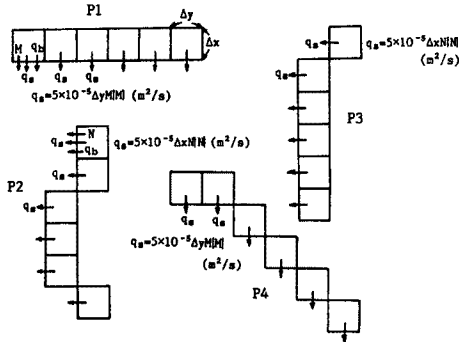 P1
Δy
Δx
M q_b
q_s q_s q_s
q_s=5×10⁻⁵ΔyM|M| (m²/s)
q_s
q_s=5×10⁻⁵ΔxN|N|
(m²/s)
q_s
P3
N
q_s q_b
q_s=5×10⁻⁵ΔxN|N| (m²/s)
q_s
P2
q_s
q_s q_s
q_s=5×10⁻⁵ΔyM|M|
(m²/s)
P4